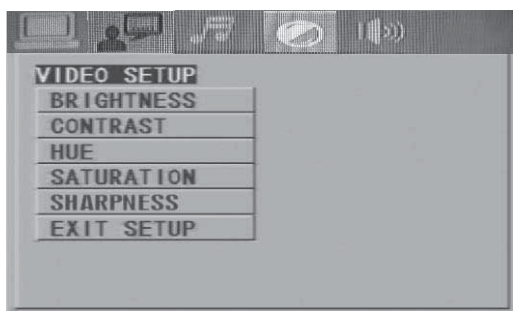 VIDEO SETUP
BRIGHTNESS
CONTRAST
HUE
SATURATION
SHARPNESS
EXIT SETUP